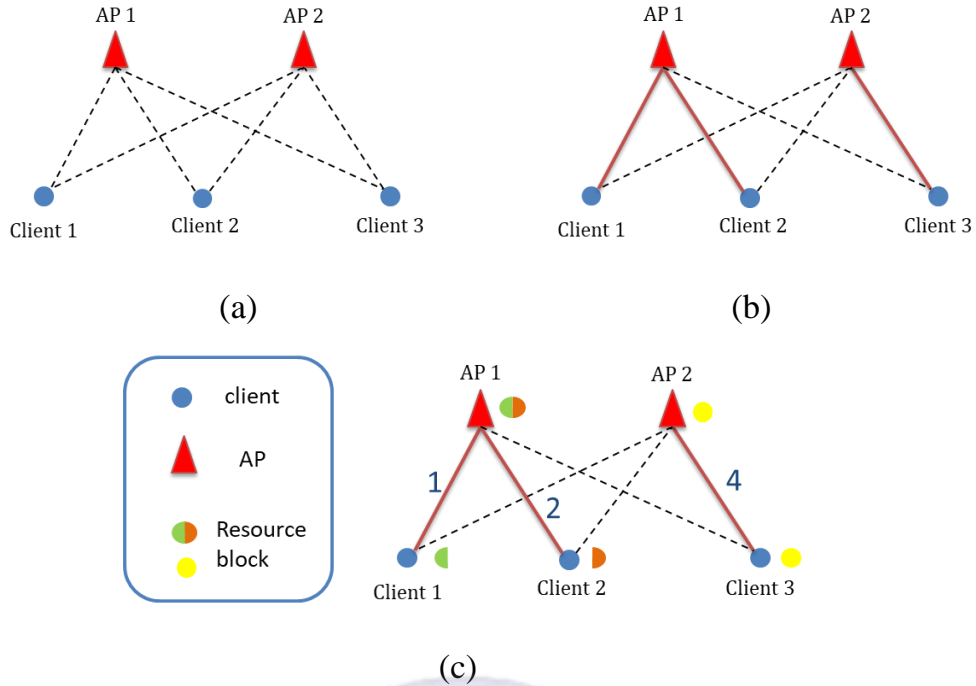 AP 1
AP 2
Client 1
Client 2
Client 3
(a)
AP 1
AP 2
Client 1
Client 2
Client 3
(b)
client
AP
Resource
block
AP 1
AP 2
1
2
4
Client 1
Client 2
Client 3
(c)